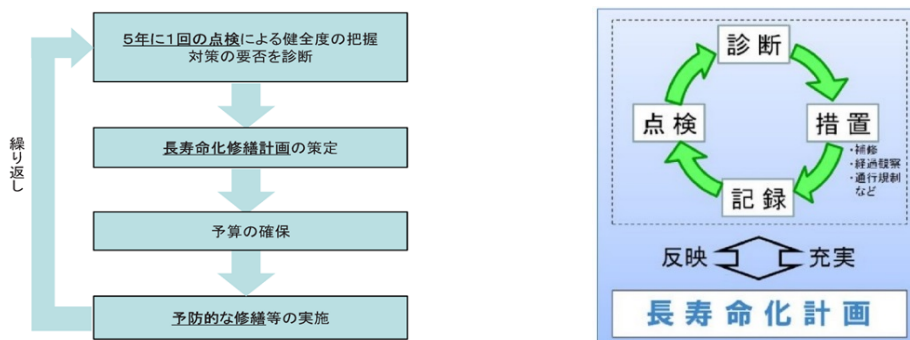 5年に1回の点検による健全度の把握
対策の要否を診断
長寿命化修繕計画の策定
予算の確保
予防的な修繕等の実施
繰り返し
診断
点検
措置
・補修
・経過観察
・通行規制
など
記録
反映
充実
長寿命化計画